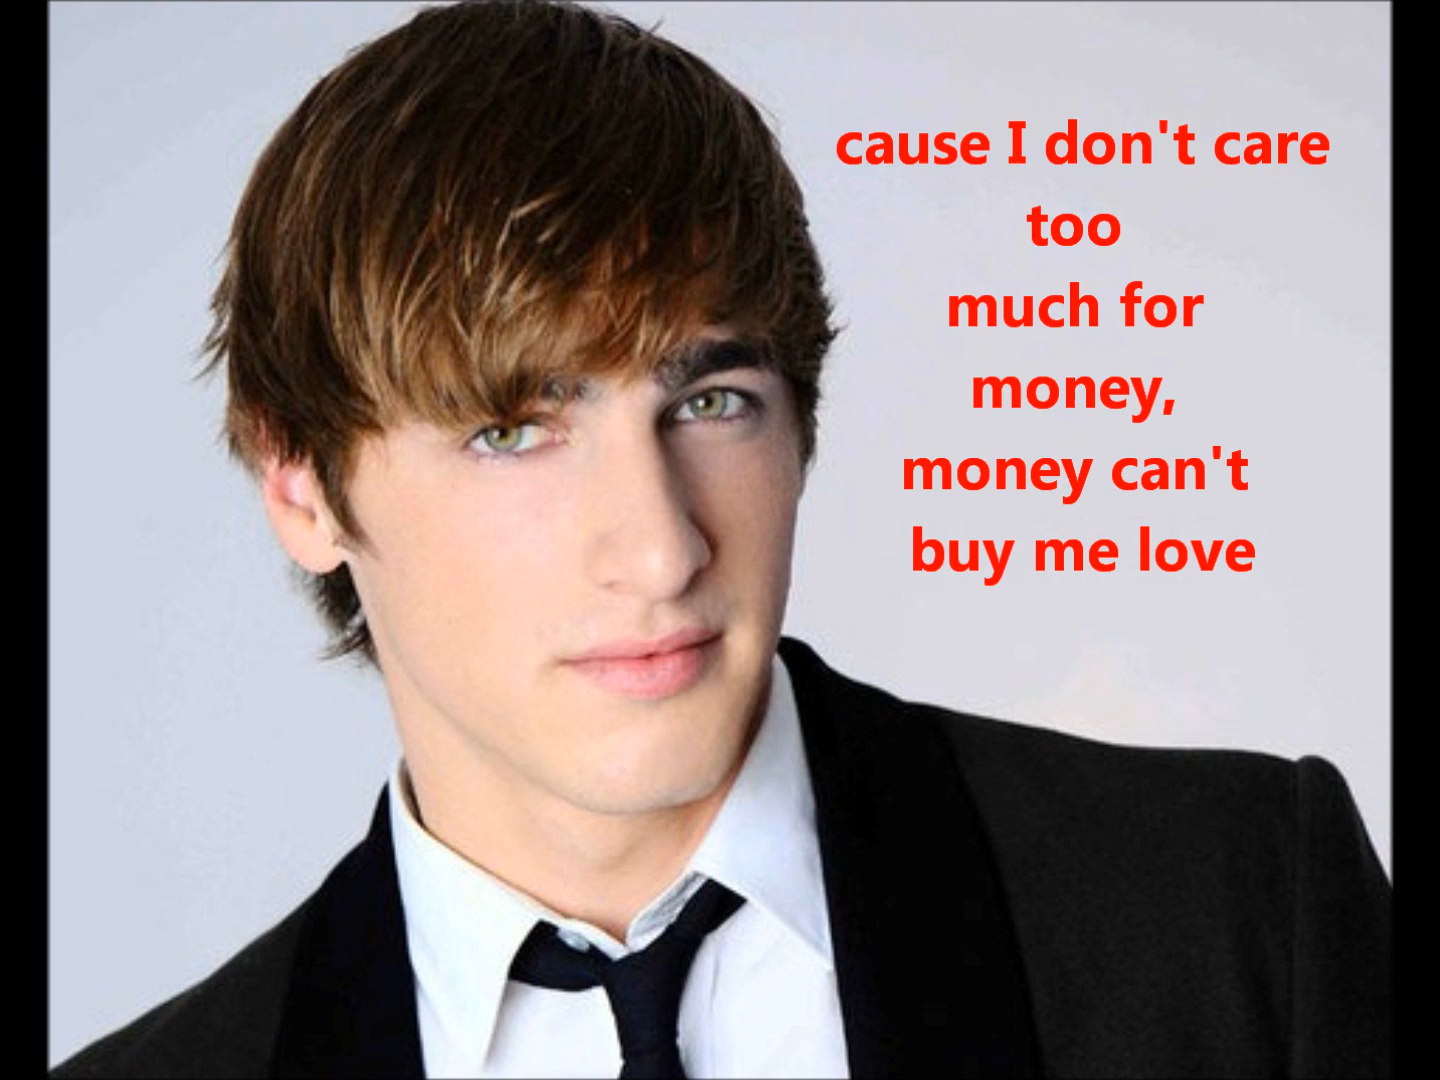 cause I don't care
too
much for
money,
money can't
buy me love